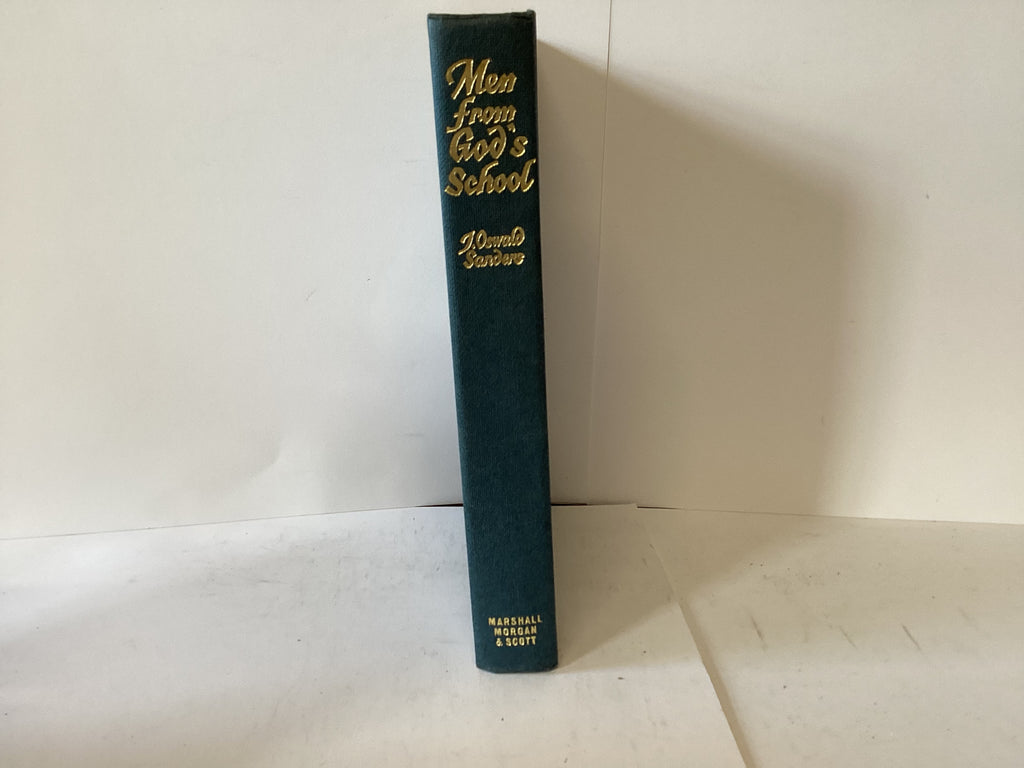 Men
from
God's
School
J. Oswald
Sanders
MARSHALL
MORGAN
& SCOTT